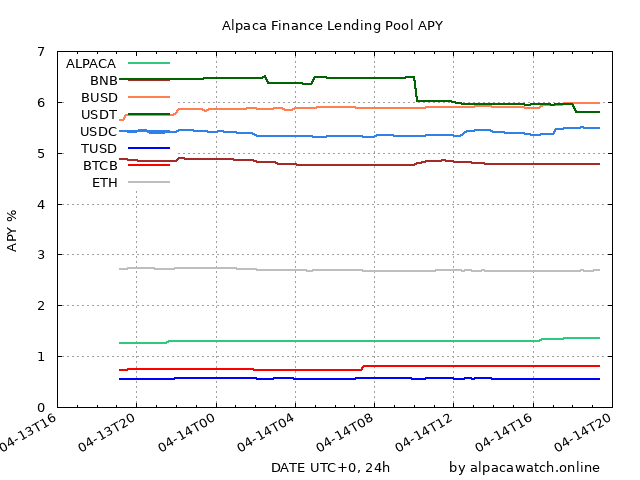 Alpaca Finance Lending Pool APY
7
6
5
4
3
2
1
0
APY %
ALPACA
BNB
BUSD
USDT
USDC
TUSD
BTCB
ETH
04-13T16
04-13T20
04-14T00
04-14T04
04-14T08
04-14T12
04-14T16
04-14T20
DATE UTC+0, 24h
by alpacawatch.online